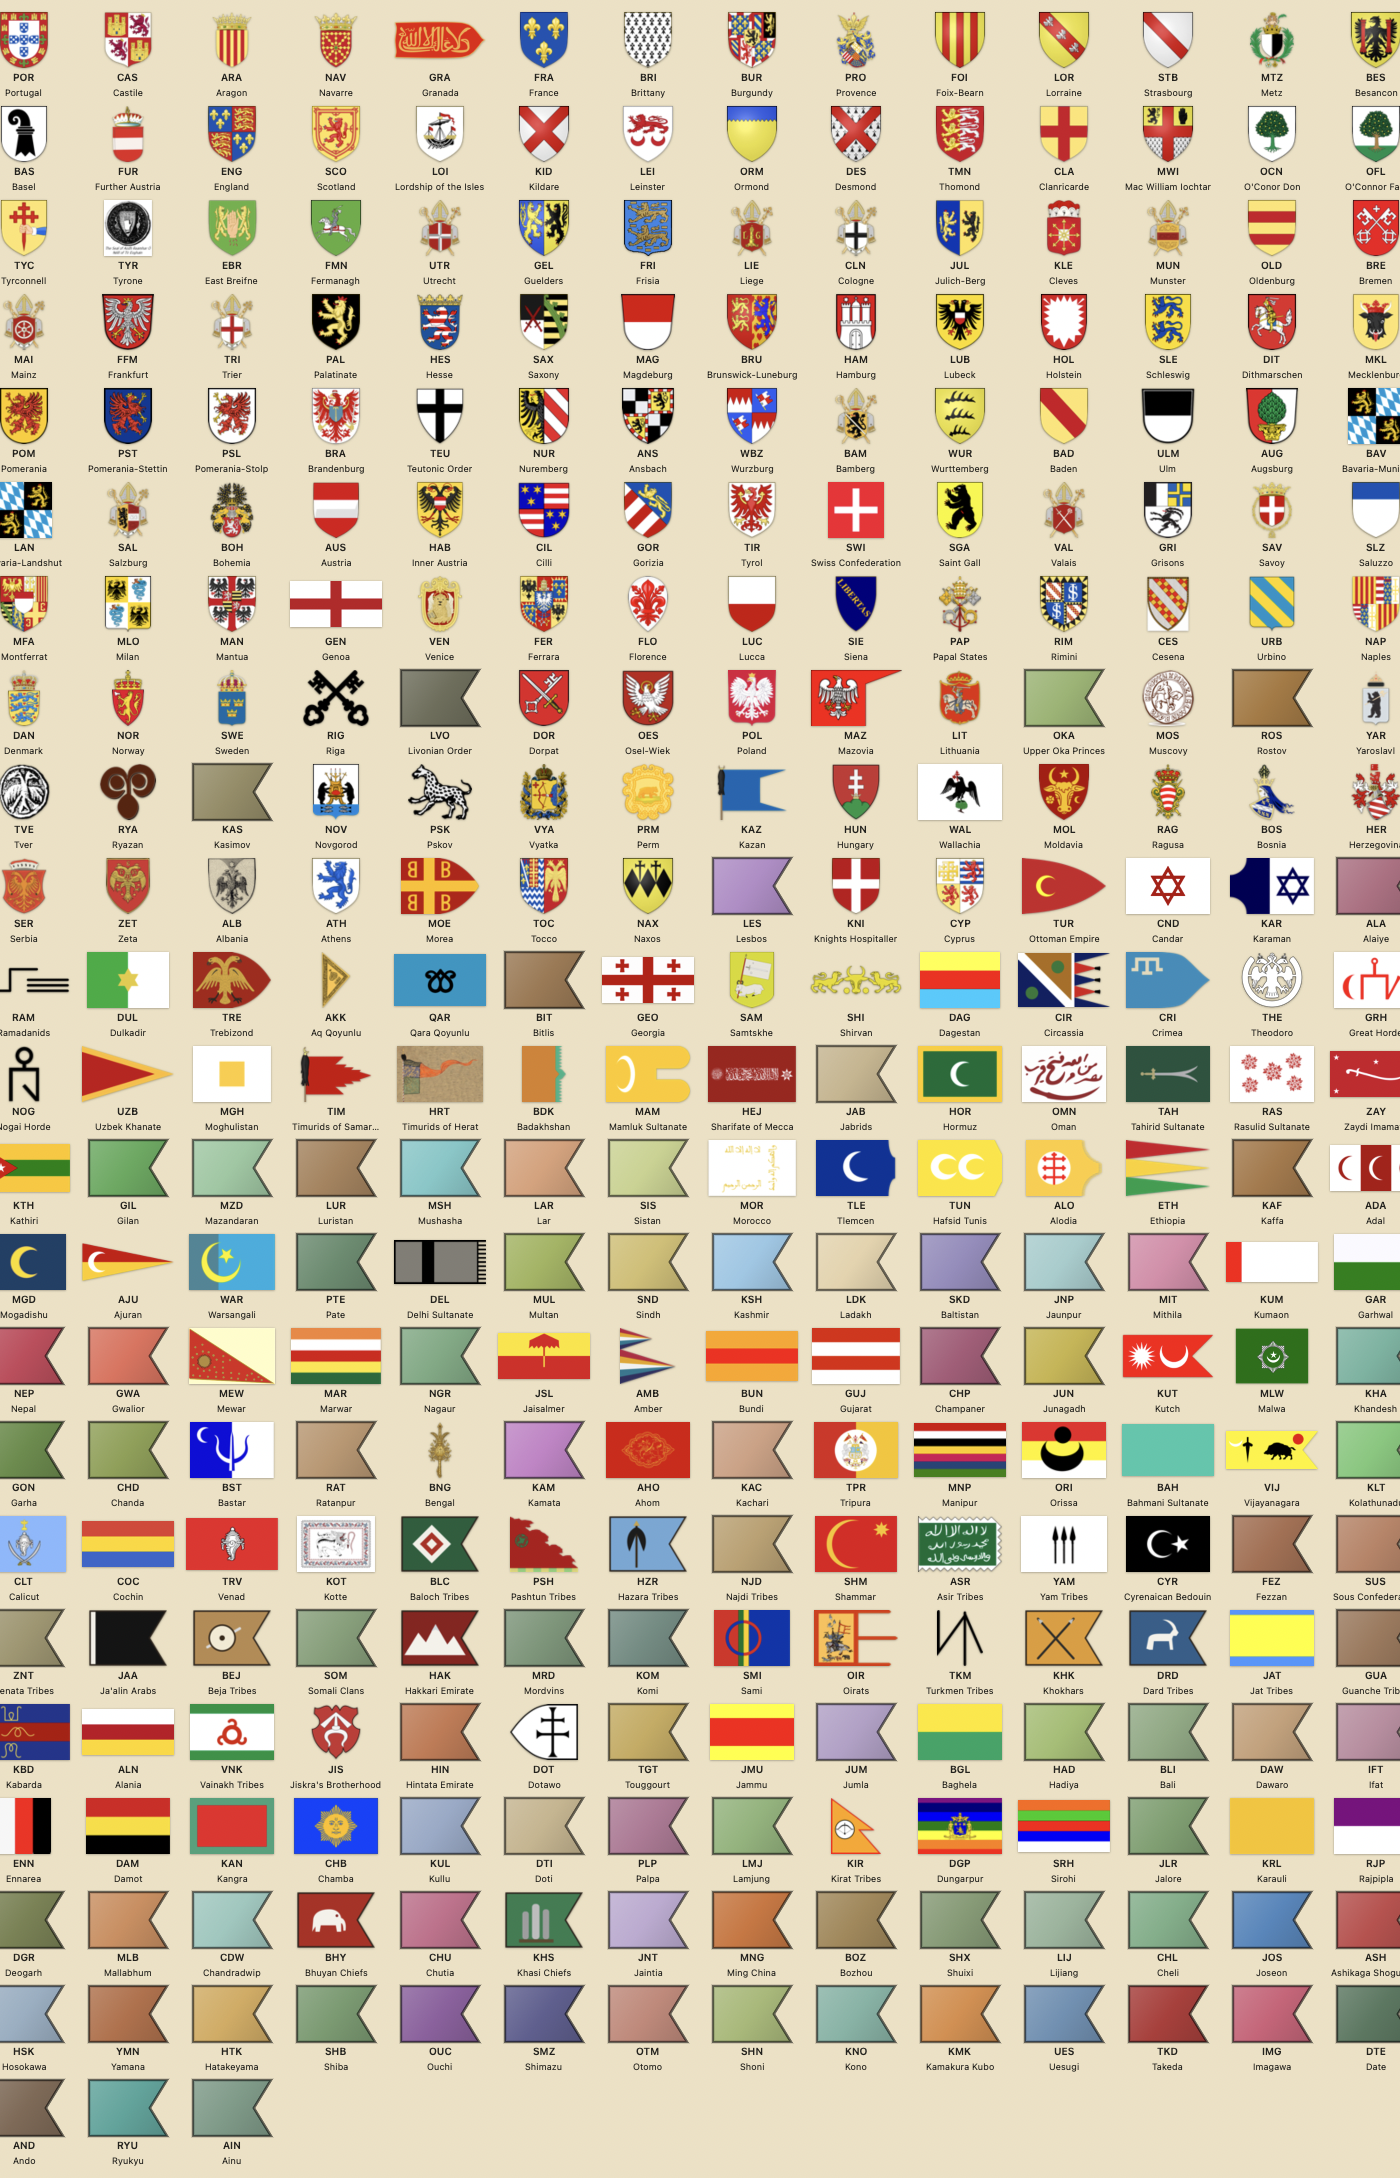 POR CAS ARA NAV GRA FRA BRI BUR PRO FOI LOR STB MTZ BES
Portugal Castile Aragon Navarre Granada France Brittany Burgundy Provence Foix-Bearn Lorraine Strasbourg Metz Besancon
BAS FUR ENG SCO LOI KID LEI ORM DES TMN CLA MWI OCN OFL
Basel Further Austria England Scotland Lordship of the Isles Kildare Leinster Ormond Desmond Thomond Clanricarde Mac William Iochtar O'Conor Don O'Connor Fa
TYC TYR EBR FMN UTR GEL FRI LIE CLN JUL KLE MUN OLD BRE
Tyrconnell Tyrone East Breifne Fermanagh Utrecht Guelders Frisia Liege Cologne Julich-Berg Cleves Munster Oldenburg Bremen
MAI FFM TRI PAL HES SAX MAG BRU HAM LUB HOL SLE DIT MKL
Mainz Frankfurt Trier Palatinate Hesse Saxony Magdeburg Brunswick-Luneburg Hamburg Lubeck Holstein Schleswig Dithmarschen Mecklenbur
POM PST PSL BRA TEU NUR ANS WBZ BAM WUR BAD ULM AUG BAV
Pomerania Pomerania-Stettin Pomerania-Stolp Brandenburg Teutonic Order Nuremberg Ansbach Wurzburg Bamberg Wurttemberg Baden Ulm Augsburg Bavaria-Muni
LAN SAL BOH AUS HAB CIL GOR TIR SWI SGA VAL GRI SAV SLZ
varia-Landshut Salzburg Bohemia Austria Inner Austria Cilli Gorizia Tyrol Swiss Confederation Saint Gall Valais Grisons Savoy Saluzzo
LIBERTAS
MFA MLO MAN GEN VEN FER FLO LUC SIE PAP RIM CES URB NAP
Montferrat Milan Mantua Genoa Venice Ferrara Florence Lucca Siena Papal States Rimini Cesena Urbino Naples
DAN NOR SWE RIG LVO DOR OES POL MAZ LIT OKA MOS ROS YAR
Denmark Norway Sweden Riga Livonian Order Dorpat Osel-Wiek Poland Mazovia Lithuania Upper Oka Princes Muscovy Rostov Yaroslavl
TVE RYA KAS NOV PSK VYA PRM KAZ HUN WAL MOL RAG BOS HER
Tver Ryazan Kasimov Novgorod Pskov Vyatka Perm Kazan Hungary Wallachia Moldavia Ragusa Bosnia Herzegovin
SER ZET ALB ATH MOE TOC NAX LES KNI CYP TUR CND KAR ALA
Serbia Zeta Albania Athens Morea Tocco Naxos Lesbos Knights Hospitaller Cyprus Ottoman Empire Candar Karaman Alaiye
RAM DUL TRE AKK QAR BIT GEO SAM SHI DAG CIR CRI THE GRH
Ramadanids Dulkadir Trebizond Aq Qoyunlu Qara Qoyunlu Bitlis Georgia Samtskhe Shirvan Dagestan Circassia Crimea Theodoro Great Horde
NOG UZB MGH TIM HRT BDK MAM HEJ JAB HOR OMN TAH RAS ZAY
Nogai Horde Uzbek Khanate Moghulistan Timurids of Samar... Timurids of Herat Badakhshan Mamluk Sultanate Sharifate of Mecca Jabrids Hormuz Oman Tahirid Sultanate Rasulid Sultanate Zaydi Imama
KTH GIL MZD LUR MSH LAR SIS MOR TLE TUN ALO ETH KAF ADA
Kathiri Gilan Mazandaran Luristan Mushasha Lar Sistan Morocco Tlemcen Hafsid Tunis Alodia Ethiopia Kaffa Adal
MGD AJU WAR PTE DEL MUL SND KSH LDK SKD JNP MIT KUM GAR
Mogadishu Ajuran Warsangali Pate Delhi Sultanate Multan Sindh Kashmir Ladakh Baltistan Jaunpur Mithila Kumaon Garhwal
NEP GWA MEW MAR NGR JSL AMB BUN GUJ CHP JUN KUT MLW KHA
Nepal Gwalior Mewar Marwar Nagaur Jaisalmer Amber Bundi Gujarat Champaner Junagadh Kutch Malwa Khandesh
GON CHD BST RAT BNG KAM AHO KAC TPR MNP ORI BAH VIJ KLT
Garha Chanda Bastar Ratanpur Bengal Kamata Ahom Kachari Tripura Manipur Orissa Bahmani Sultanate Vijayanagara Kolathunadu
CLT COC TRV KOT BLC PSH HZR NJD SHM ASR YAM CYR FEZ SUS
Calicut Cochin Venad Kotte Baloch Tribes Pashtun Tribes Hazara Tribes Najdi Tribes Shammar Asir Tribes Yam Tribes Cyrenaican Bedouin Fezzan Sous Confedera
ZNT JAA BEJ SOM HAK MRD KOM SMI OIR TKM KHK DRD JAT GUA
enata Tribes Ja'alin Arabs Beja Tribes Somali Clans Hakkari Emirate Mordvins Komi Sami Oirats Turkmen Tribes Khokhars Dard Tribes Jat Tribes Guanche Trib
KBD ALN VNK JIS HIN DOT TGT JMU JUM BGL HAD BLI DAW IFT
Kabarda Alania Vainakh Tribes Jiskra's Brotherhood Hintata Emirate Dotawo Touggourt Jammu Jumla Baghela Hadiya Bali Dawaro Ifat
ENN DAM KAN CHB KUL DTI PLP LMJ KIR DGP SRH JLR KRL RJP
Ennarea Damot Kangra Chamba Kullu Doti Palpa Lamjung Kirat Tribes Dungarpur Sirohi Jalore Karauli Rajpipla
DGR MLB CDW BHY CHU KHS JNT MNG BOZ SHX LIJ CHL JOS ASH
Deogarh Mallabhum Chandradwip Bhuyan Chiefs Chutia Khasi Chiefs Jaintia Ming China Bozhou Shuixi Lijiang Cheli Joseon Ashikaga Shogu
HSK YMN HTK SHB OUC SMZ OTM SHN KNO KMK UES TKD IMG DTE
Hosokawa Yamana Hatakeyama Shiba Ouchi Shimazu Otomo Shoni Kono Kamakura Kubo Uesugi Takeda Imagawa Date
AND RYU AIN
Ando Ryukyu Ainu